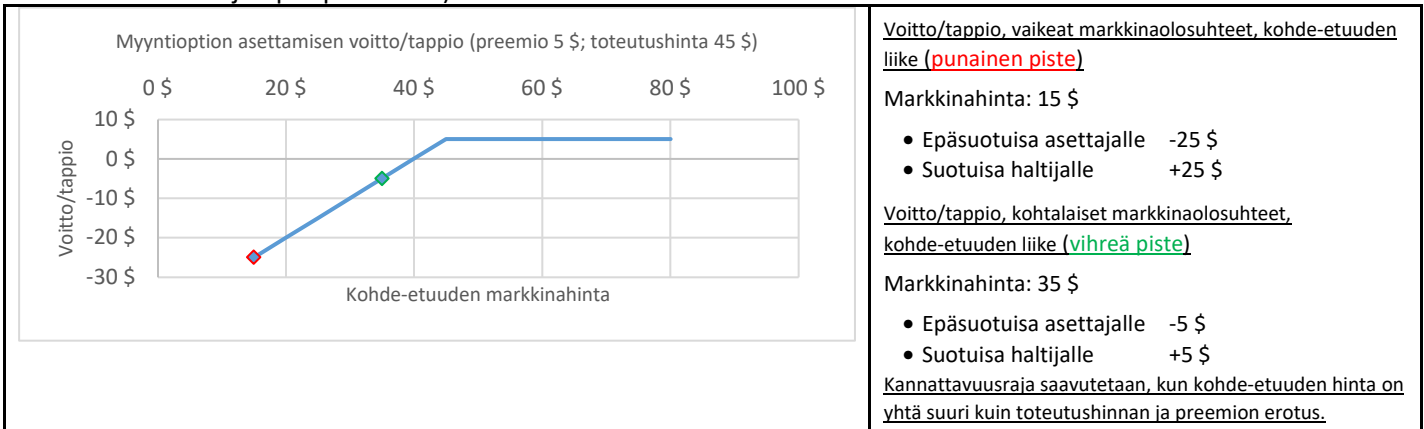 Myyntioption asettamisen voitto/tappio (preemio 5 $; toteutushinta 45 $)
0 $ 20 $ 40 $ 60 $ 80 $ 100 $
10 $
0 $
-10 $
-20 $
-30 $
Voitto/tappio
Kohde-etuuden markkinahinta
Voitto/tappio, vaikeat markkinaolosuhteet, kohde-etuuden
liike (punainen piste)
Markkinahinta: 15 $
• Epäsuotuisa asettajalle -25 $
• Suotuisa haltijalle +25 $
Voitto/tappio, kohtalaiset markkinaolosuhteet,
kohde-etuuden liike (vihreä piste)
Markkinahinta: 35 $
• Epäsuotuisa asettajalle -5 $
• Suotuisa haltijalle +5 $
Kannattavuusraja saavutetaan, kun kohde-etuuden hinta on
yhtä suuri kuin toteutushinnan ja preemion erotus.